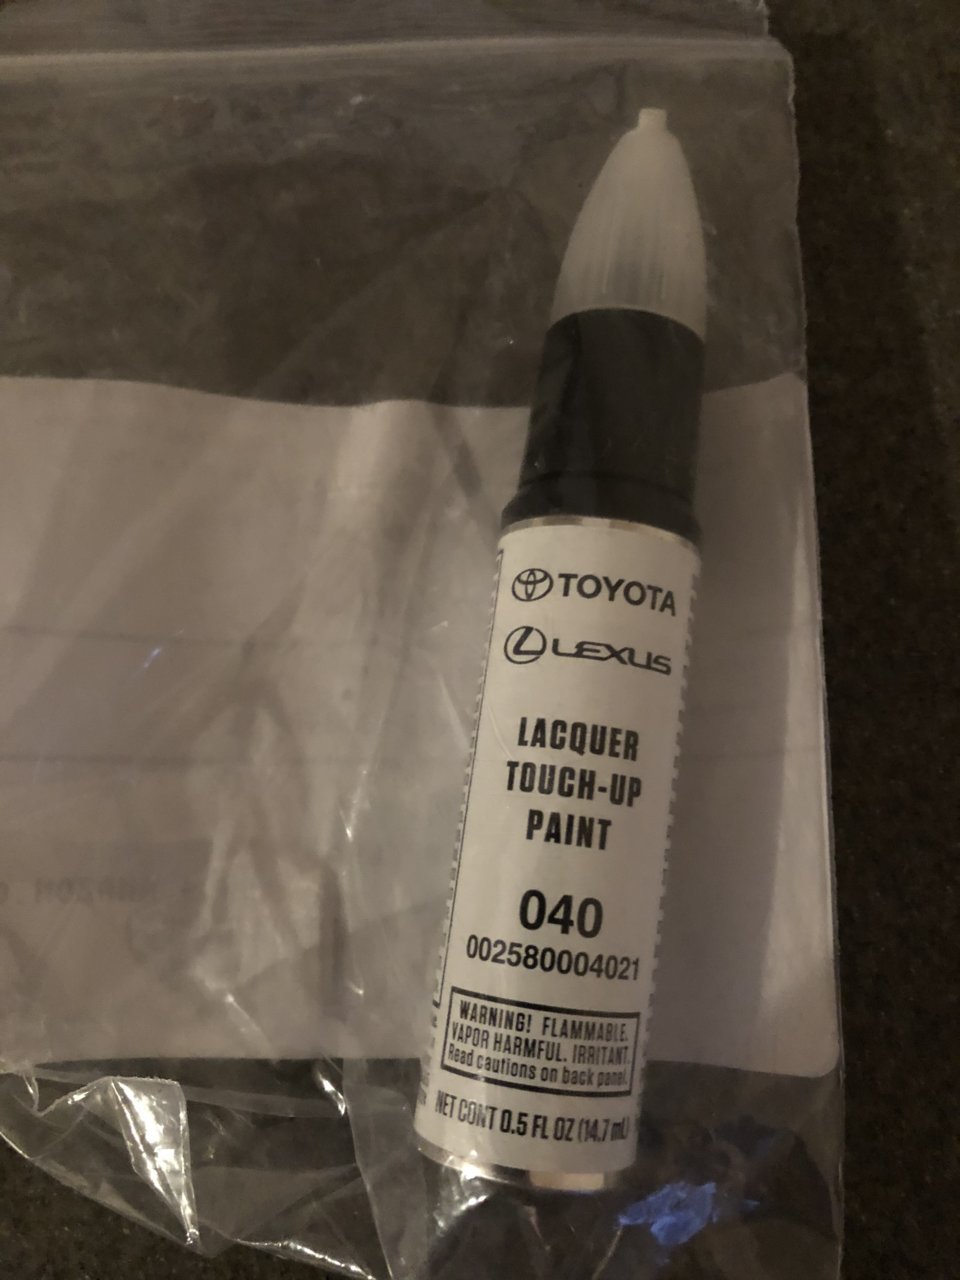 TOYOTA
LEXUS
LACQUER
TOUCH-UP
PAINT
040
002580004021
WARNING! FLAMMABLE.
VAPOR HARMFUL. IRRITANT.
Read cautions on back panel.
NET CONT 0.5 FL OZ (14.7 mL)